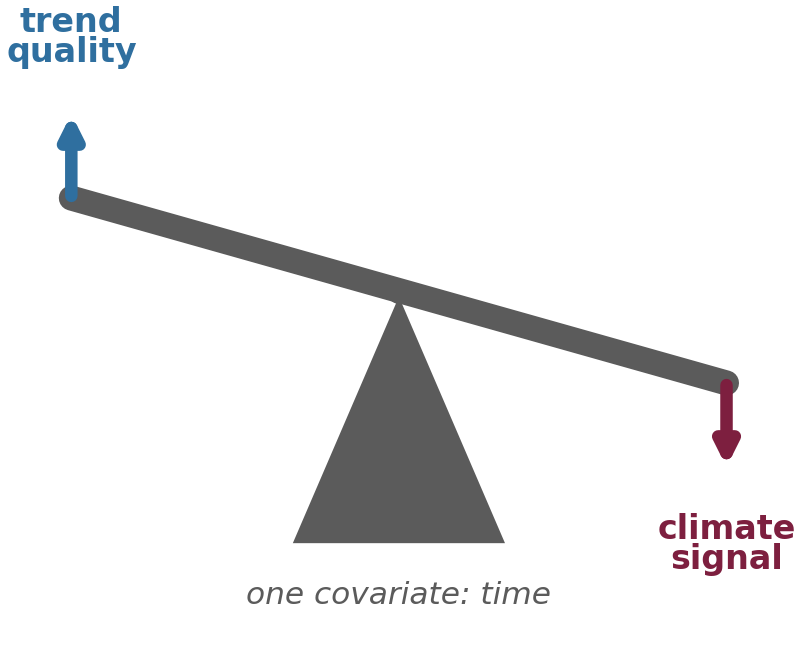 trend
quality
climate
signal
one covariate: time